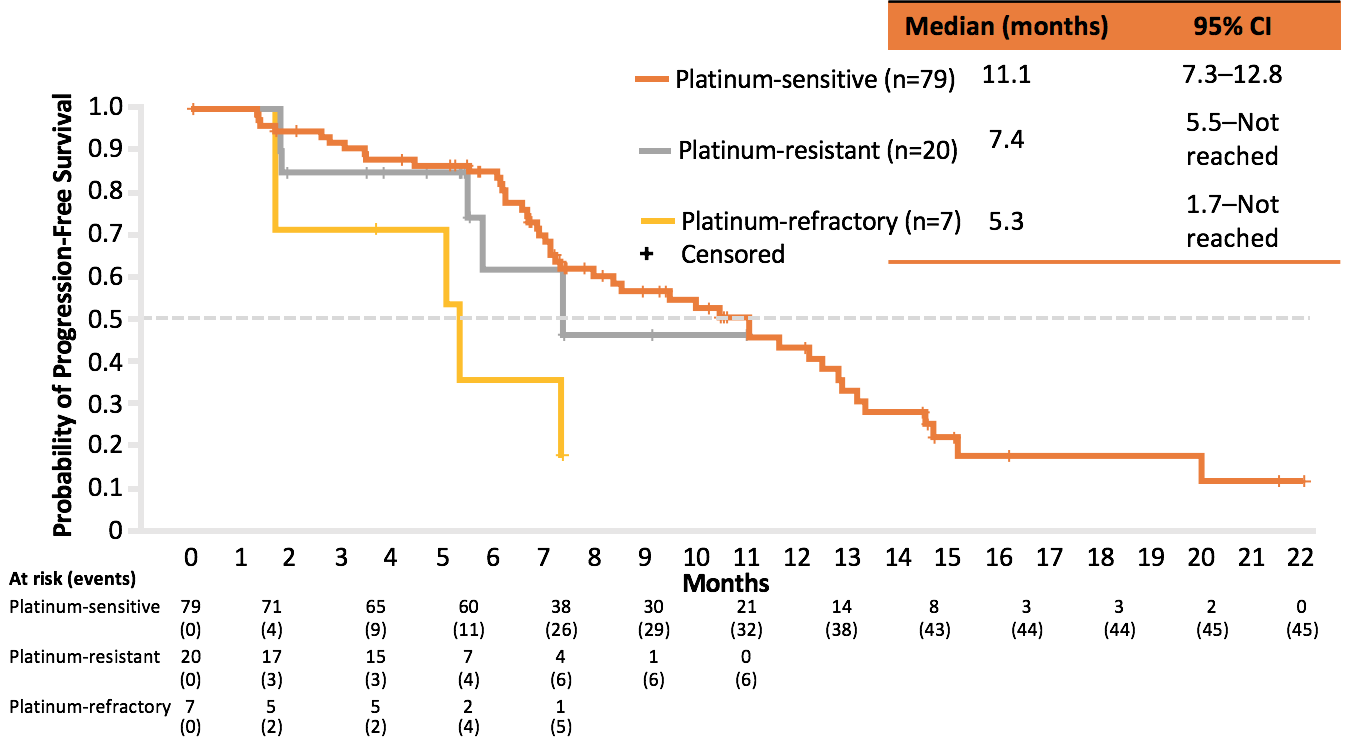 Median (months) 95% CI
Platinum-sensitive (n=79) 11.1 7.3–12.8
Platinum-resistant (n=20) 7.4 5.5–Not
reached
Platinum-refractory (n=7) 5.3 1.7–Not
reached
+ Censored
Probability of Progression-Free Survival
1.0
0.9
0.8
0.7
0.6
0.5
0.4
0.3
0.2
0.1
0
0 1 2 3 4 5 6 7 8 9 10 11 12 13 14 15 16 17 18 19 20 21 22
Months
At risk (events)
Platinum-sensitive 79 71 65 60 38 30 21 14 8 3 3 2 0
(0) (4) (9) (11) (26) (29) (32) (38) (43) (44) (44) (45) (45)
Platinum-resistant 20 17 15 7 4 1 0
(0) (3) (3) (4) (6) (6) (6)
Platinum-refractory 7 5 5 2 1
(0) (2) (2) (4) (5)